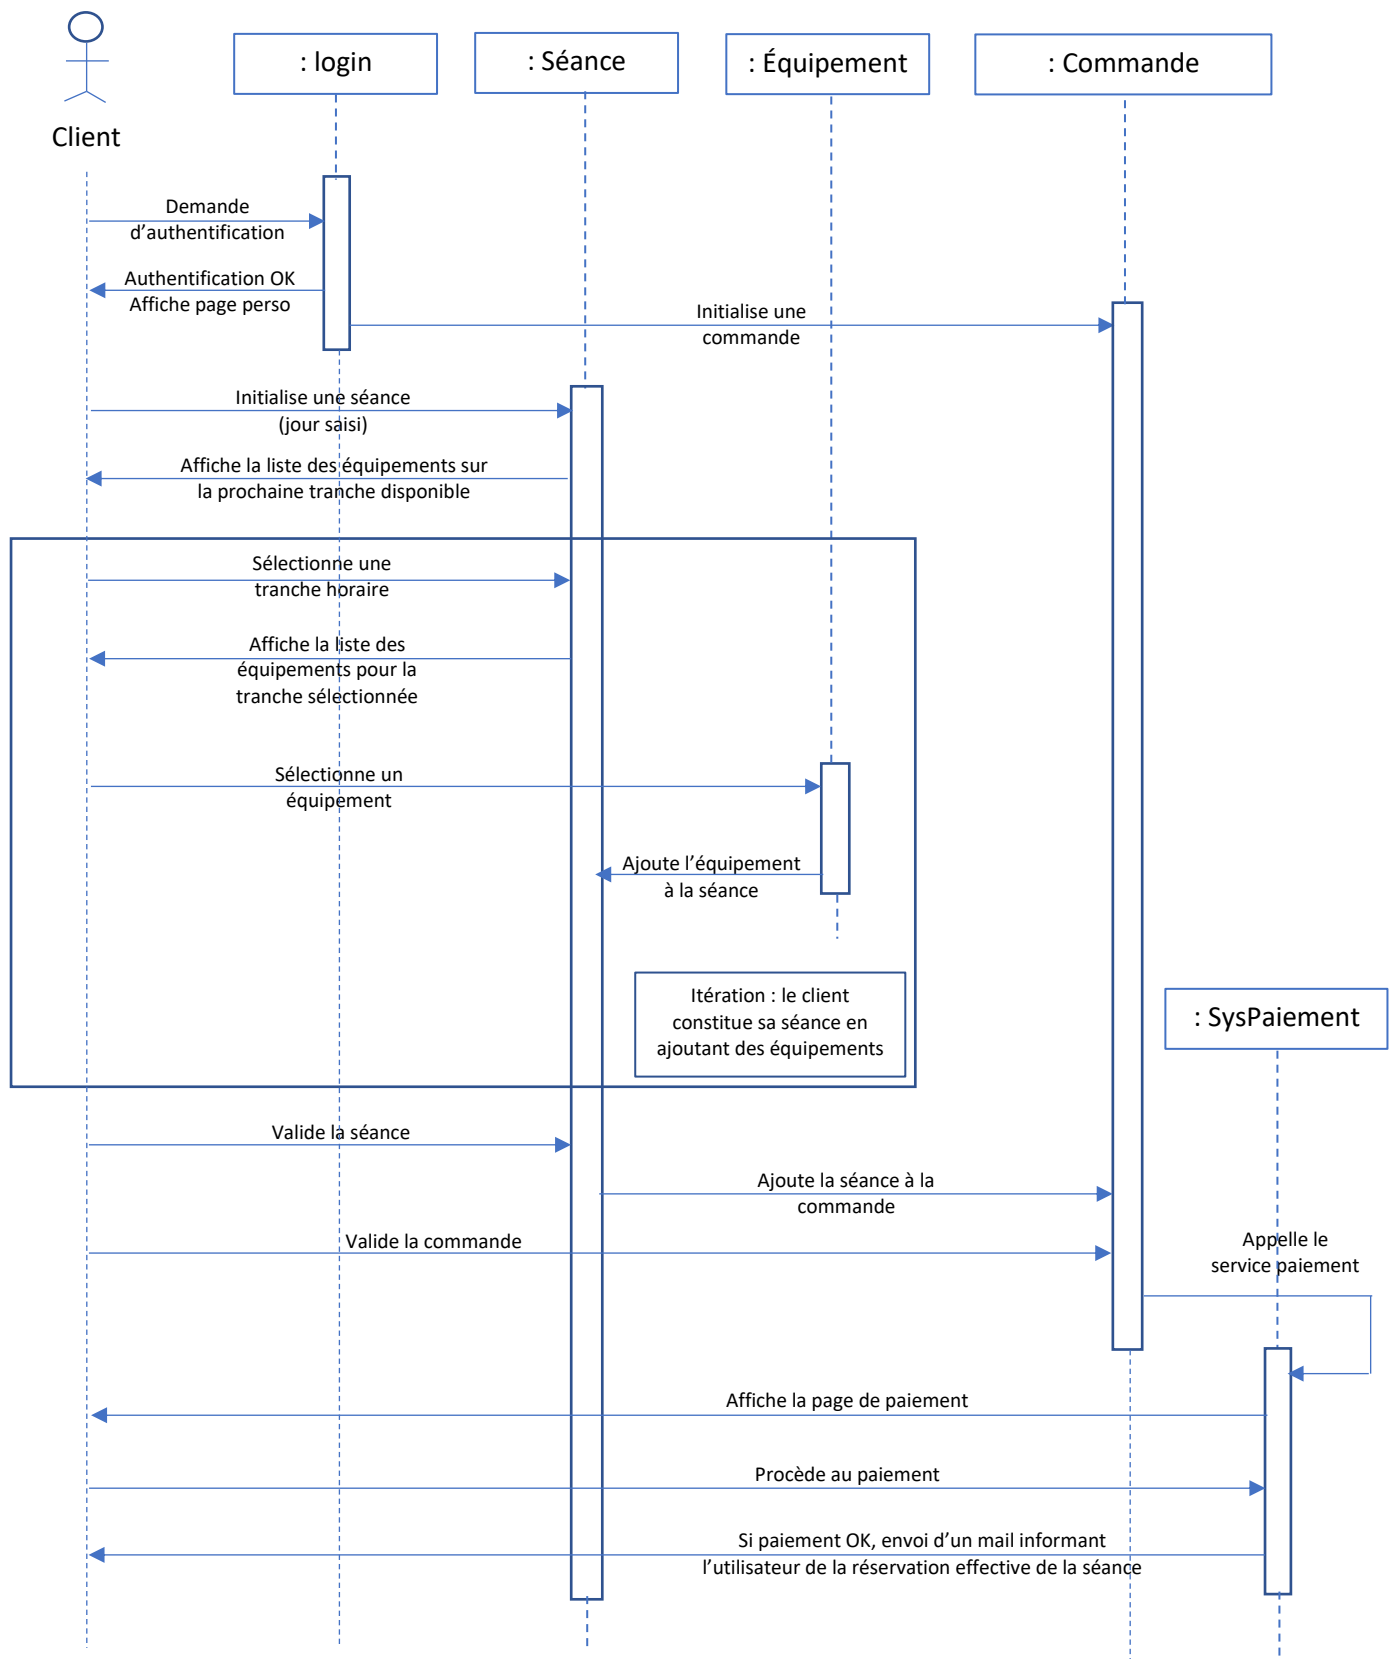 : login
: Séance
: Équipement
: Commande
Client
Demande
d’authentification
Authentification OK
Affiche page perso
Initialise une
commande
Initialise une séance
(jour saisi)
Affiche la liste des équipements sur
la prochaine tranche disponible
Sélectionne une
tranche horaire
Affiche la liste des
équipements pour la
tranche sélectionnée
Sélectionne un
équipement
Ajoute l’équipement
à la séance
Itération : le client
constitue sa séance en
ajoutant des équipements
: SysPaiement
Valide la séance
Ajoute la séance à la
commande
Valide la commande
Appelle le
service paiement
Affiche la page de paiement
Procède au paiement
Si paiement OK, envoi d’un mail informant
l’utilisateur de la réservation effective de la séance